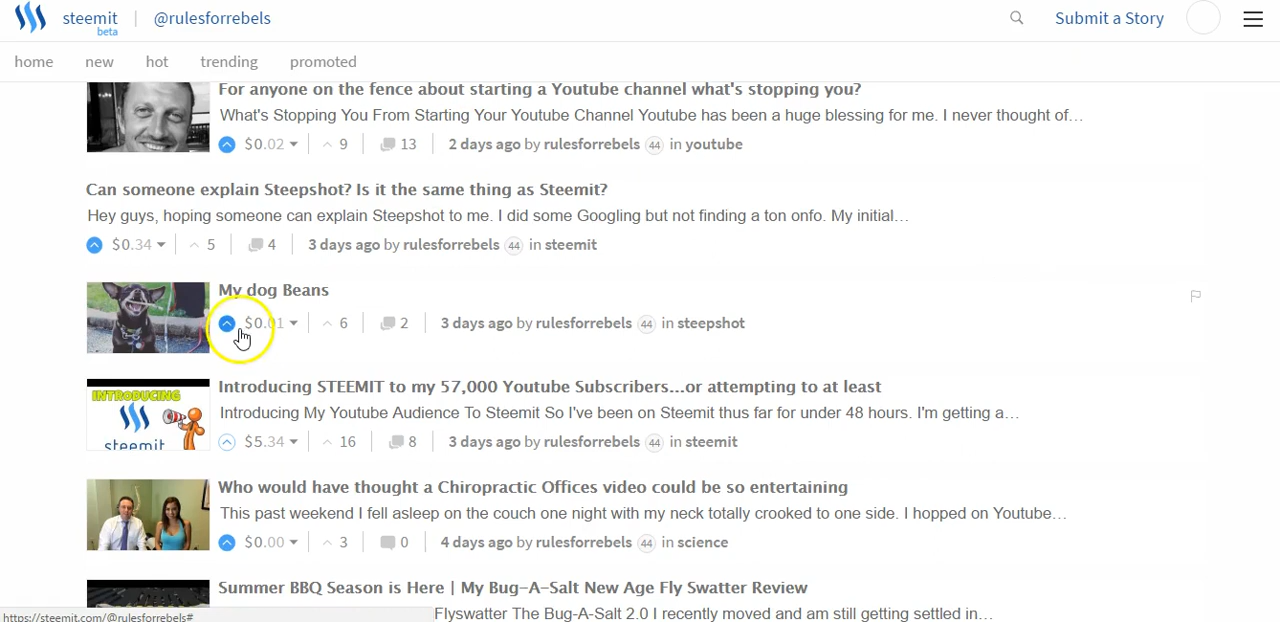 steemit | @rulesforrebels Submit a Story
beta
home new hot trending promoted
For anyone on the fence about starting a Youtube channel what's stopping you?
What's Stopping You From Starting Your Youtube Channel Youtube has been a huge blessing for me. I never thought of...
$0.02 9 13 2 days ago by rulesforrebels 44 in youtube
Can someone explain Steepshot? Is it the same thing as Steemit?
Hey guys, hoping someone can explain Steepshot to me. I did some Googling but not finding a ton onfo. My initial...
$0.34 5 4 3 days ago by rulesforrebels 44 in steemit
My dog Beans
$0.01 6 2 3 days ago by rulesforrebels 44 in steepshot
Introducing STEEMIT to my 57,000 Youtube Subscribers...or attempting to at least
INTRODUCING
Introducing My Youtube Audience To Steemit So I've been on Steemit thus far for under 48 hours. I'm getting a...
steemit
$5.34 16 8 3 days ago by rulesforrebels 44 in steemit
Who would have thought a Chiropractic Offices video could be so entertaining
This past weekend I fell asleep on the couch one night with my neck totally crooked to one side. I hopped on Youtube...
$0.00 3 0 4 days ago by rulesforrebels 44 in science
Summer BBQ Season is Here | My Bug-A-Salt New Age Fly Swatter Review
Flyswatter The Bug-A-Salt 2.0 I recently moved and am still getting settled in...
https://steemit.com/@rulesforrebels#